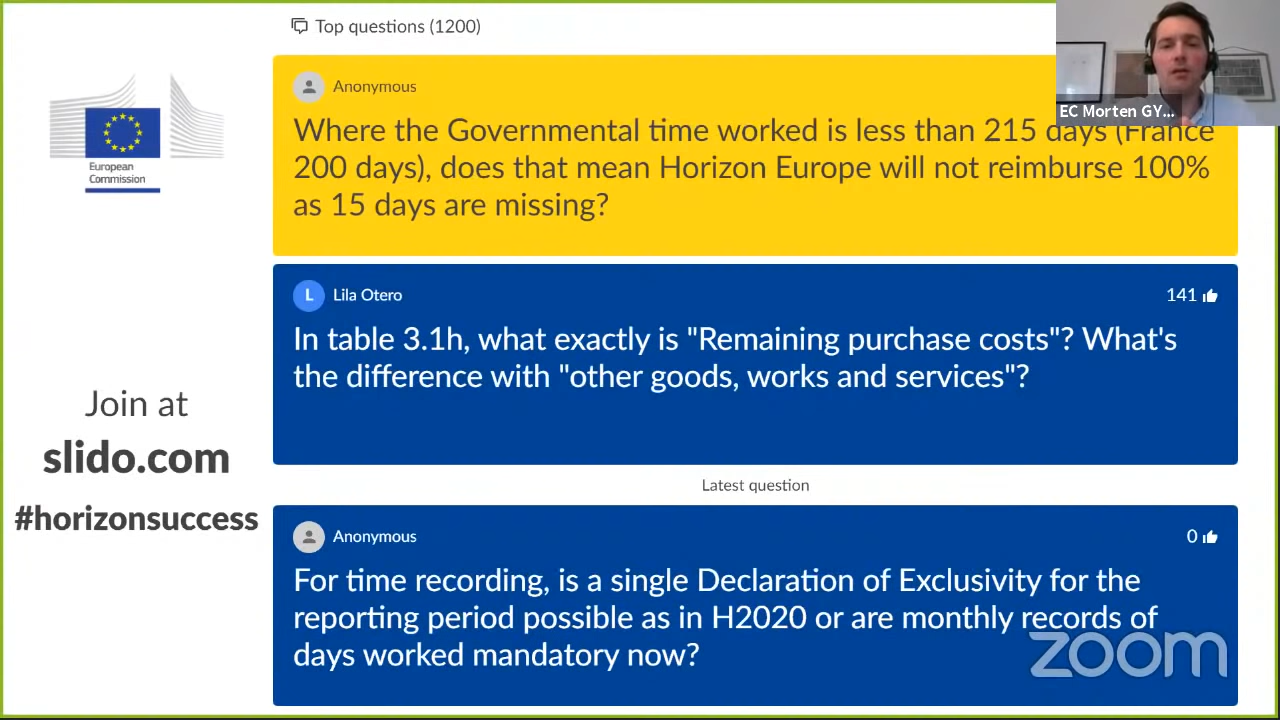 Top questions (1200)
Anonymous
EC Morten GY...
Where the Governmental time worked is less than 215 days (France
200 days), does that mean Horizon Europe will not reimburse 100%
as 15 days are missing?
European
Commission
L
Lila Otero
141
In table 3.1h, what exactly is "Remaining purchase costs"? What's
the difference with "other goods, works and services"?
Join at
slido.com
#horizonsuccess
Latest question
Anonymous
0
For time recording, is a single Declaration of Exclusivity for the
reporting period possible as in H2020 or are monthly records of
days worked mandatory now?
zoom